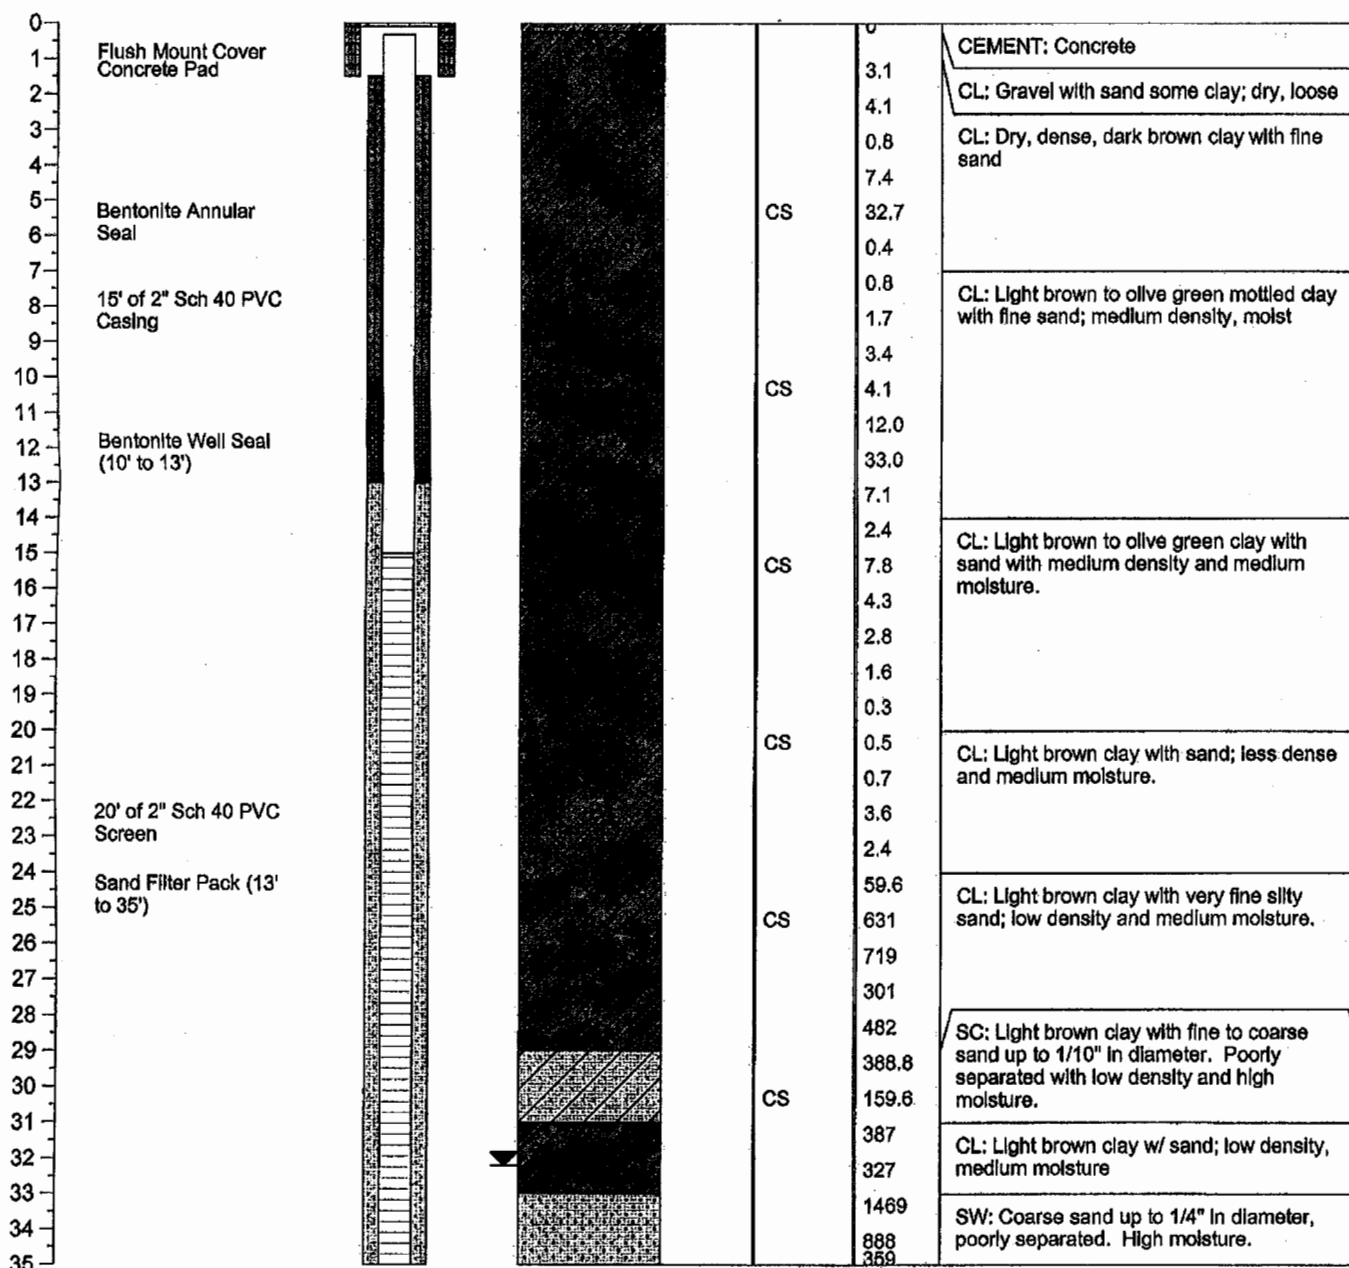 0
1
2
3
4
5
6
7
8
9
10
11
12
13
14
15
16
17
18
19
20
21
22
23
24
25
26
27
28
29
30
31
32
33
34
35
Flush Mount Cover
Concrete Pad
Bentonite Annular
Seal
15' of 2" Sch 40 PVC
Casing
Bentonite Well Seal
(10' to 13')
20' of 2" Sch 40 PVC
Screen
Sand Filter Pack (13'
to 35')
CS
CS
CS
CS
CS
CS
0
3.1
4.1
0.8
7.4
32.7
0.4
0.8
1.7
3.4
4.1
12.0
33.0
7.1
2.4
7.8
4.3
2.8
1.6
0.3
0.5
0.7
3.6
2.4
59.6
631
719
301
482
388.8
159.6
387
327
1469
888
359
CEMENT: Concrete
CL: Gravel with sand some clay; dry, loose
CL: Dry, dense, dark brown clay with fine
sand
CL: Light brown to olive green mottled clay
with fine sand; medium density, moist
CL: Light brown to olive green clay with
sand with medium density and medium
moisture.
CL: Light brown clay with sand; less dense
and medium moisture.
CL: Light brown clay with very fine silty
sand; low density and medium moisture.
SC: Light brown clay with fine to coarse
sand up to 1/10" in diameter. Poorly
separated with low density and high
moisture.
CL: Light brown clay w/ sand; low density,
medium moisture
SW: Coarse sand up to 1/4" in diameter,
poorly separated. High moisture.